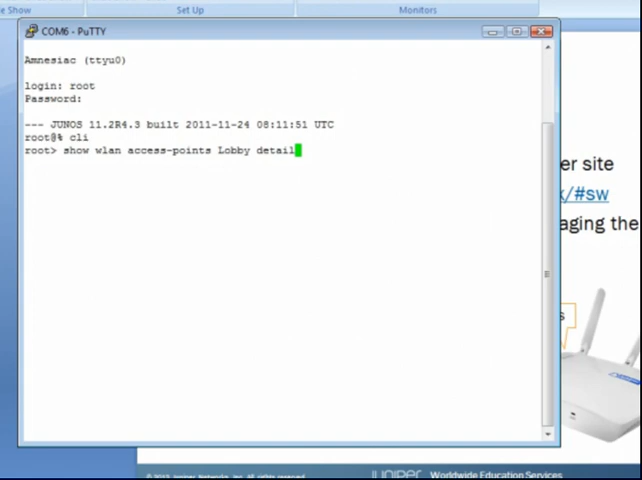 e Show
Set Up
Monitors
COM6 - PuTTY
Amnesiac (ttyu0)
login: root
Password:
--- JUNOS 11.2R4.3 built 2011-11-24 08:11:51 UTC
root@% cli
root> show wlan access-points Lobby detail
er site
k/#sw
aging the
s
Worldwide Education Services